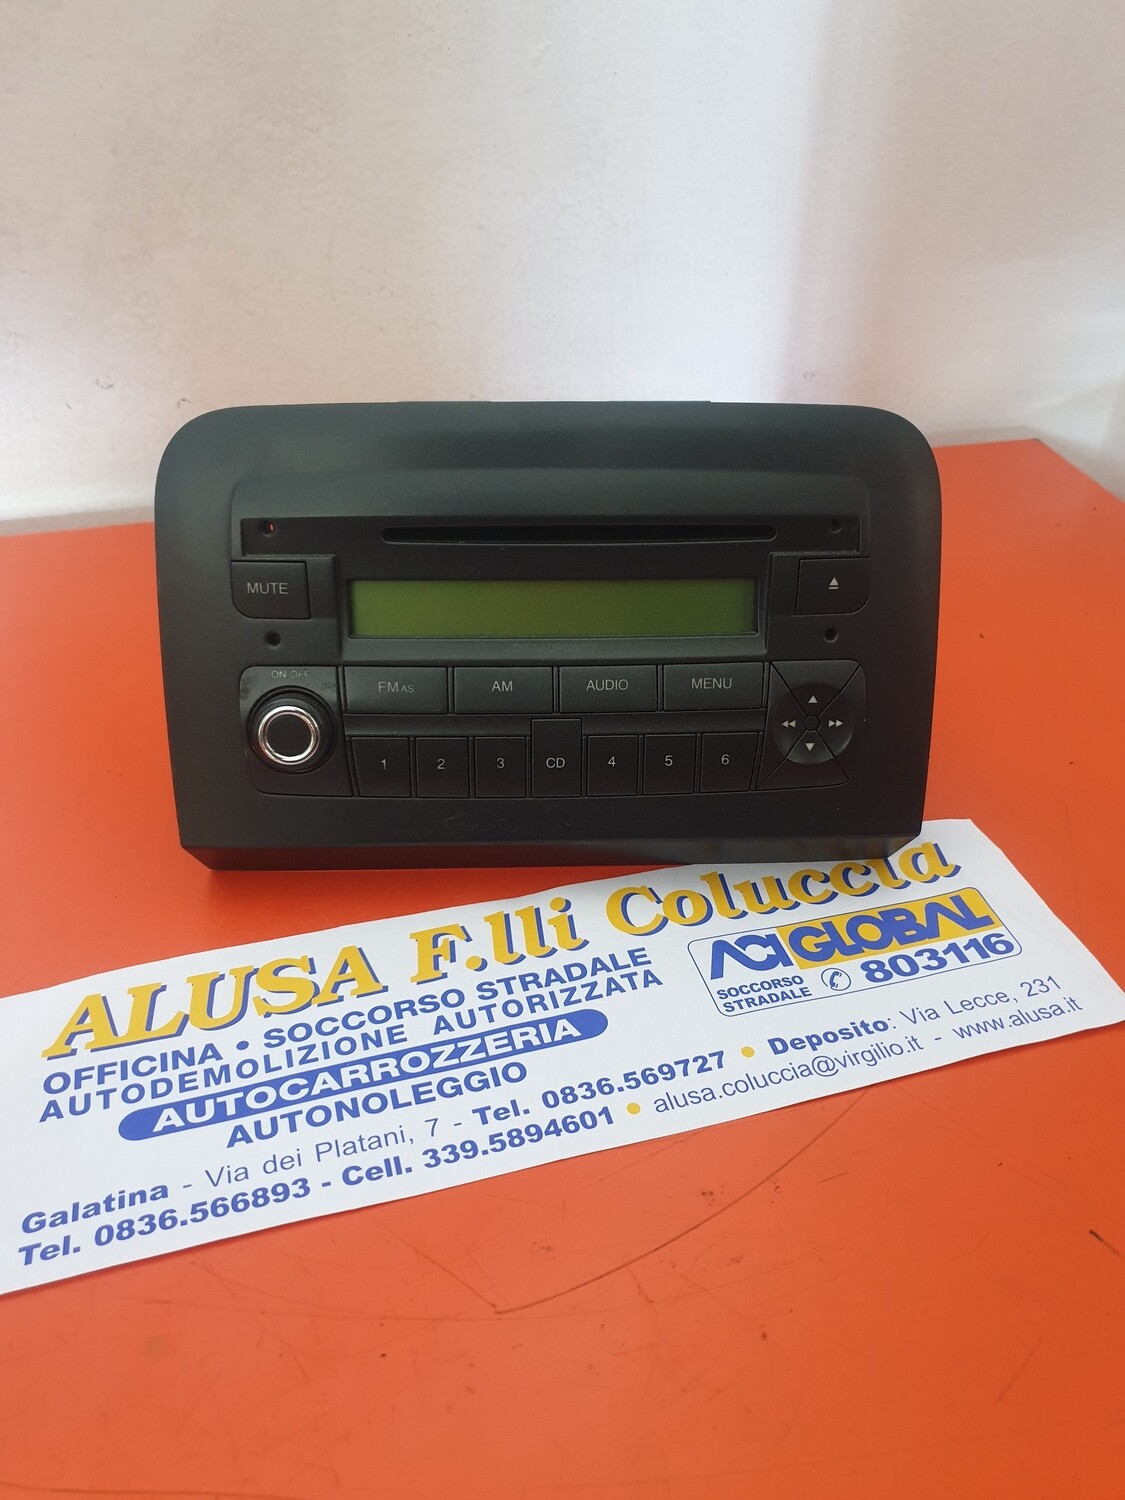 MUTE
ON OFF
FM AS AM AUDIO MENU
1 2 3 CD 4 5 6
ALUSA F.lli Coluccia
OFFICINA • SOCCORSO STRADALE
AUTODEMOLIZIONE AUTORIZZATA
AUTOCARROZZERIA
AUTONOLEGGIO
ACI GLOBAL
SOCCORSO
STRADALE
803116
Galatina - Via dei Platani, 7 - Tel. 0836.569727 • Deposito: Via Lecce, 231
Tel. 0836.566893 - Cell. 339.5894601 • alusa.coluccia@virgilio.it - www.alusa.it